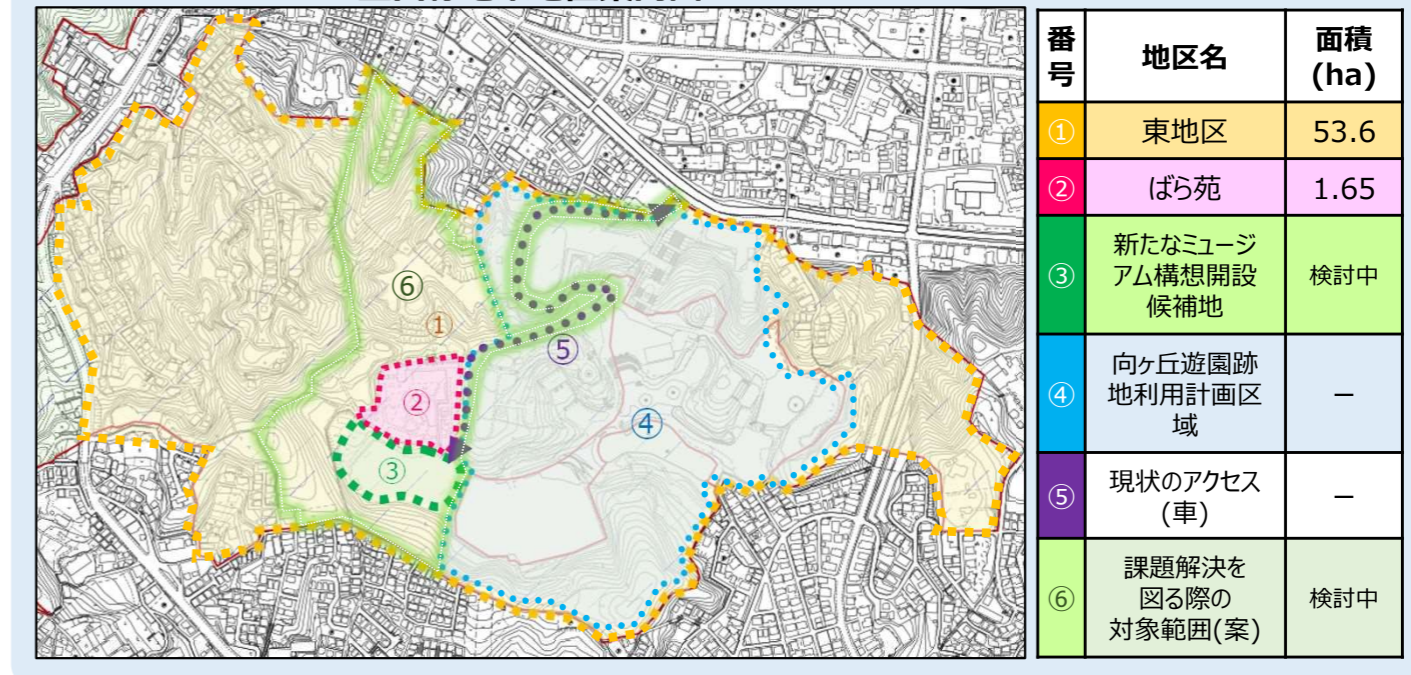 番
号
地区名
面積
(ha)
①
東地区
53.6
②
ばら苑
1.65
③
新たなミュージ
アム構想開設
候補地
検討中
④
向ヶ丘遊園跡
地利用計画区
域
－
⑤
現状のアクセス
(車)
－
⑥
課題解決を
図る際の
対象範囲(案)
検討中
⑥
①
⑤
②
④
③